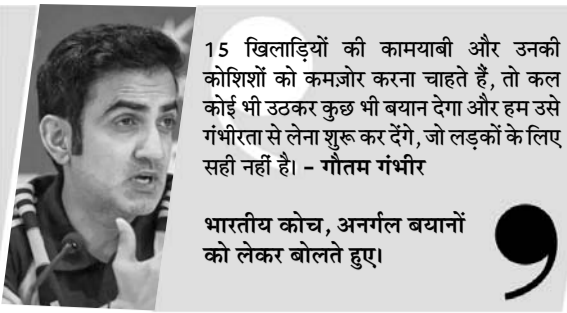 15 खिलाड़ियों की कामयाबी और उनकी
कोशिशों को कमज़ोर करना चाहते हैं, तो कल
कोई भी उठकर कुछ भी बयान देगा और हम उसे
गंभीरता से लेना शुरू कर देंगे, जो लड़कों के लिए
सही नहीं है। – गौतम गंभीर
भारतीय कोच, अनर्गल बयानों
को लेकर बोलते हुए।